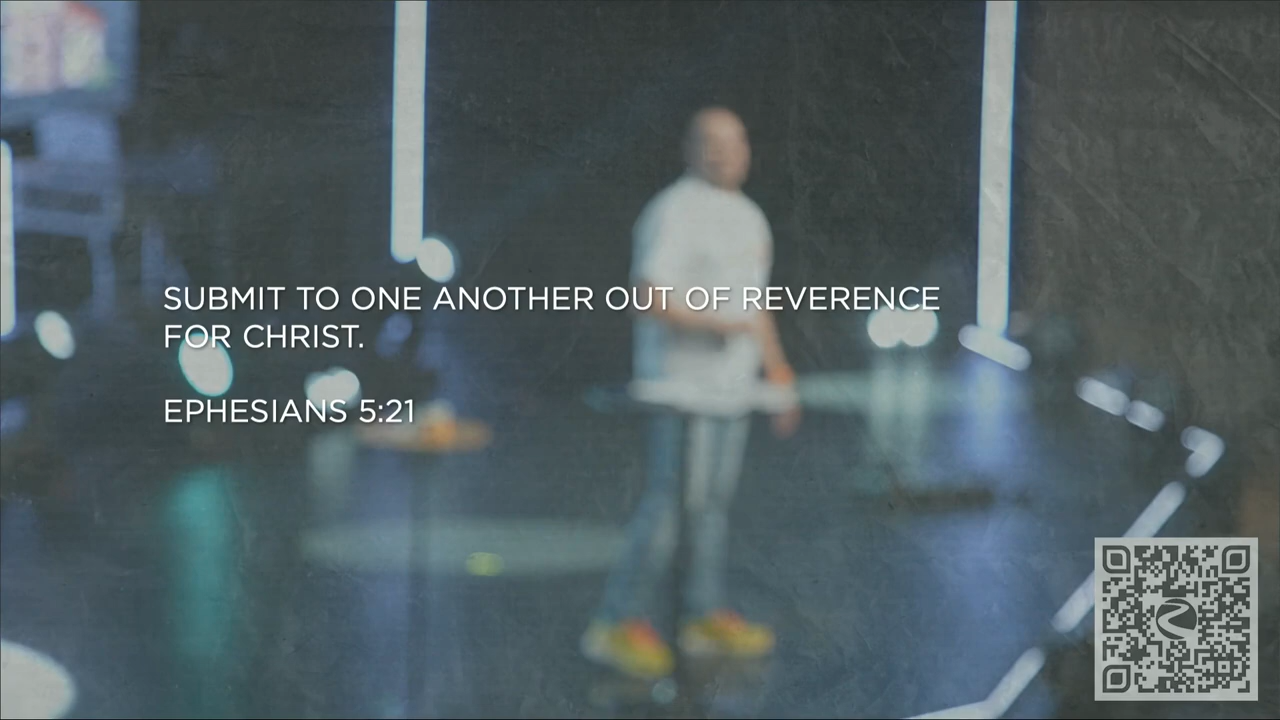 SUBMIT TO ONE ANOTHER OUT OF REVERENCE
FOR CHRIST.
EPHESIANS 5:21